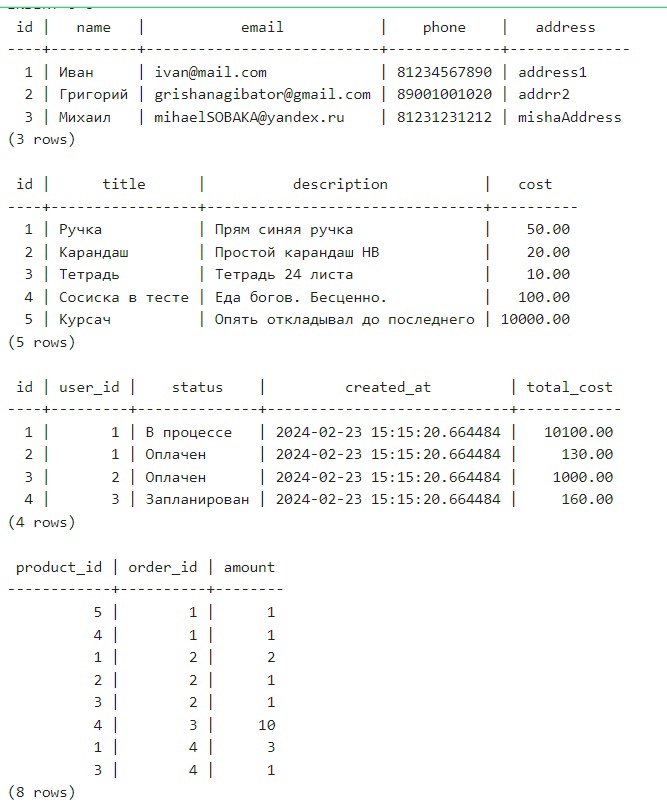 id | name | email | phone | address
----+----------+--------------------------+-------------+-------------
1 | Иван | ivan@mail.com | 81234567890 | address1
2 | Григорий | grishanagibator@gmail.com | 89001001020 | addrr2
3 | Михаил | mihaelSOBAKA@yandex.ru | 81231231212 | mishaAddress
(3 rows)
id | title | description | cost
----+-----------------+-------------------------------+----------
1 | Ручка | Прям синяя ручка | 50.00
2 | Карандаш | Простой карандаш HB | 20.00
3 | Тетрадь | Тетрадь 24 листа | 10.00
4 | Сосиска в тесте | Еда богов. Бесценно. | 100.00
5 | Курсач | Опять откладывал до последнего | 10000.00
(5 rows)
id | user_id | status | created_at | total_cost
----+---------+-------------+----------------------------+------------
1 | 1 | В процессе | 2024-02-23 15:15:20.664484 | 10100.00
2 | 1 | Оплачен | 2024-02-23 15:15:20.664484 | 130.00
3 | 2 | Оплачен | 2024-02-23 15:15:20.664484 | 1000.00
4 | 3 | Запланирован | 2024-02-23 15:15:20.664484 | 160.00
(4 rows)
product_id | order_id | amount
------------+----------+--------
5 | 1 | 1
4 | 1 | 1
1 | 2 | 2
2 | 2 | 1
3 | 2 | 1
4 | 3 | 10
1 | 4 | 3
3 | 4 | 1
(8 rows)